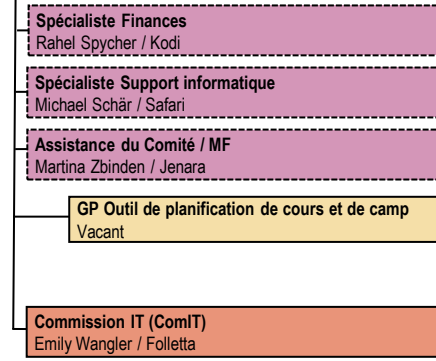 Spécialiste Finances
Rahel Spycher / Kodi
Spécialiste Support informatique
Michael Schär / Safari
Assistance du Comité / MF
Martina Zbinden / Jenara
GP Outil de planification de cours et de camp
Vacant
Commission IT (ComIT)
Emily Wangler / Folletta